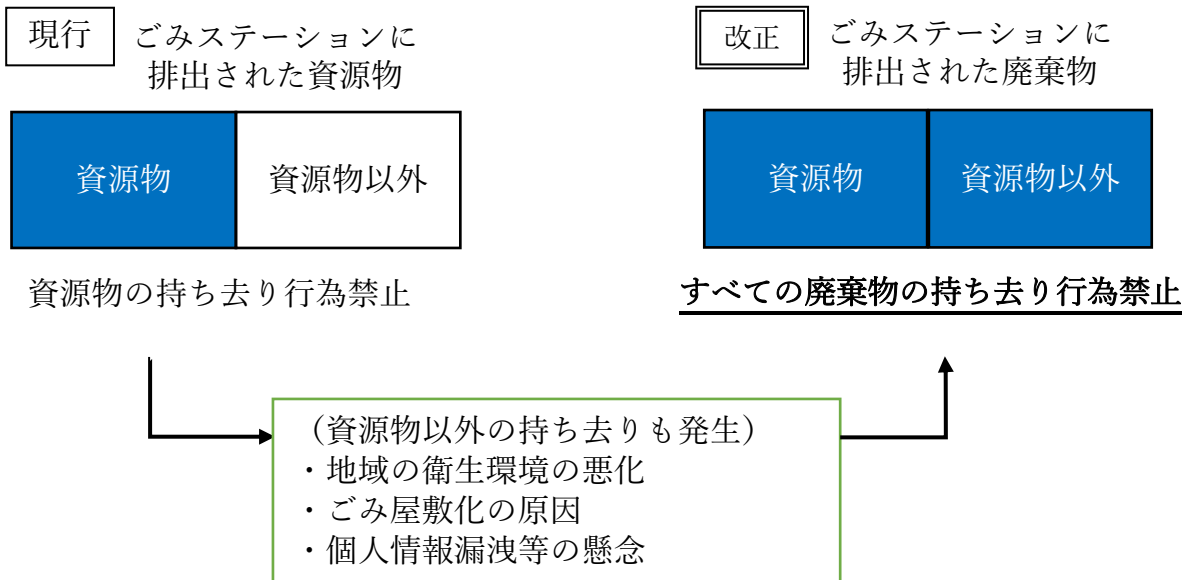 現行
ごみステーションに
排出された資源物
資源物
資源物以外
資源物の持ち去り行為禁止
改正
ごみステーションに
排出された廃棄物
資源物
資源物以外
すべての廃棄物の持ち去り行為禁止
（資源物以外の持ち去りも発生）
・地域の衛生環境の悪化
・ごみ屋敷化の原因
・個人情報漏洩等の懸念